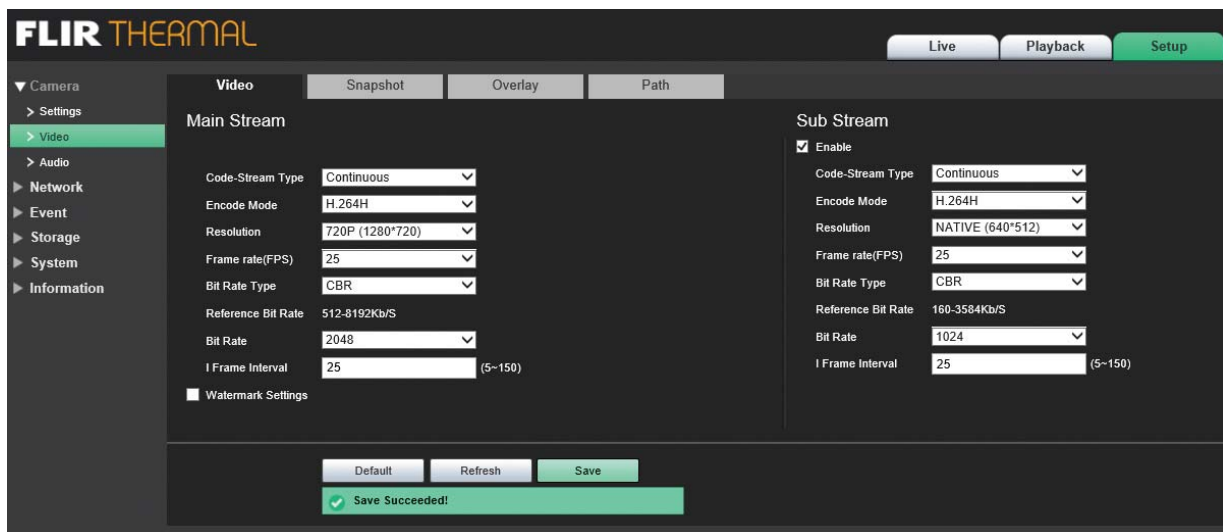 FLIR THERMAL
Live
Playback
Setup
Camera
> Settings
> Video
> Audio
Network
Event
Storage
System
Information
Video
Snapshot
Overlay
Path
Main Stream
Code-Stream Type Continuous
Encode Mode H.264H
Resolution 720P (1280*720)
Frame rate(FPS) 25
Bit Rate Type CBR
Reference Bit Rate 512-8192Kb/S
Bit Rate 2048
I Frame Interval 25 (5~150)
Watermark Settings
Sub Stream
Enable
Code-Stream Type Continuous
Encode Mode H.264H
Resolution NATIVE (640*512)
Frame rate(FPS) 25
Bit Rate Type CBR
Reference Bit Rate 160-3584Kb/S
Bit Rate 1024
I Frame Interval 25 (5~150)
Default
Refresh
Save
Save Succeeded!